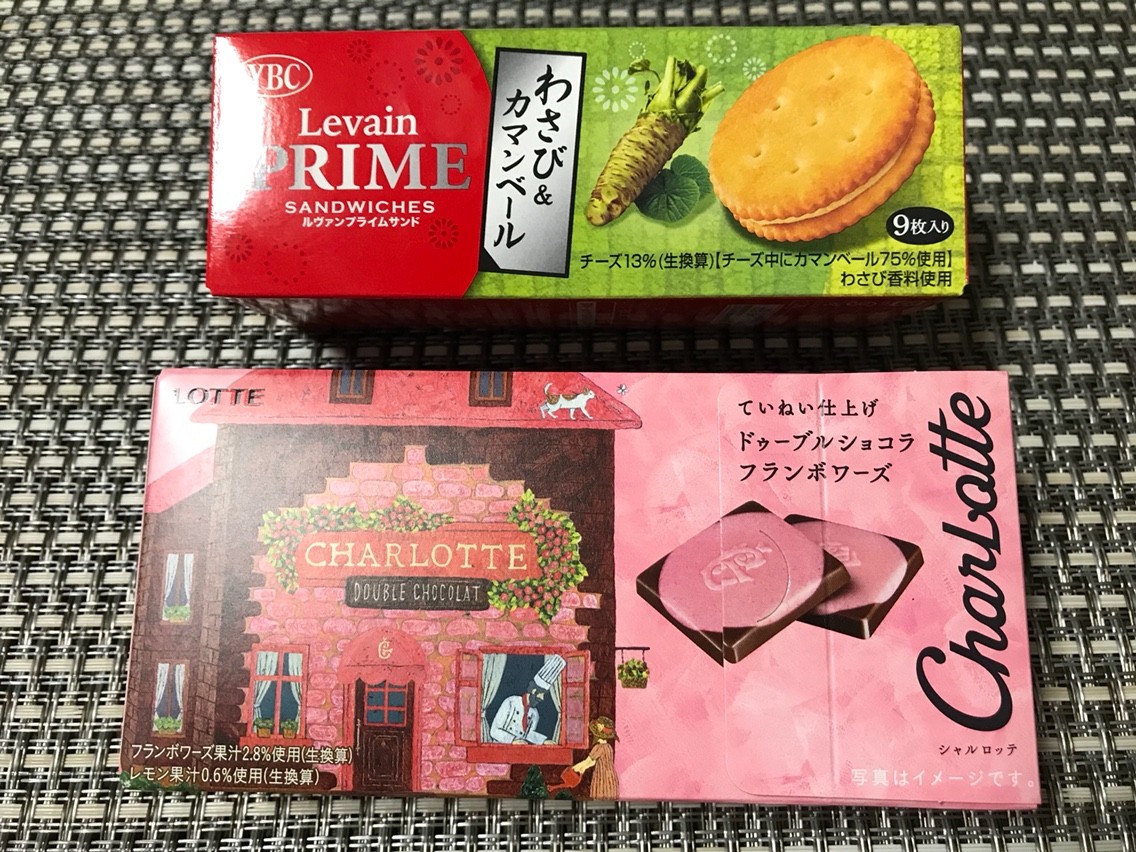 YBC
Levain
PRIME
SANDWICHES
ルヴァンプライムサンド
わさび&
カマンベール
9枚入り
チーズ13%(生換算)【チーズ中にカマンベール75%使用】
わさび香料使用
LOTTE
CHARLOTTE
DOUBLE CHOCOLAT
フランボワーズ果汁2.8%使用(生換算)
レモン果汁0.6%使用(生換算)
ていねい仕上げ
ドゥーブルショコラ
フランボワーズ
CharLotte
シャルロッテ
写真はイメージです。